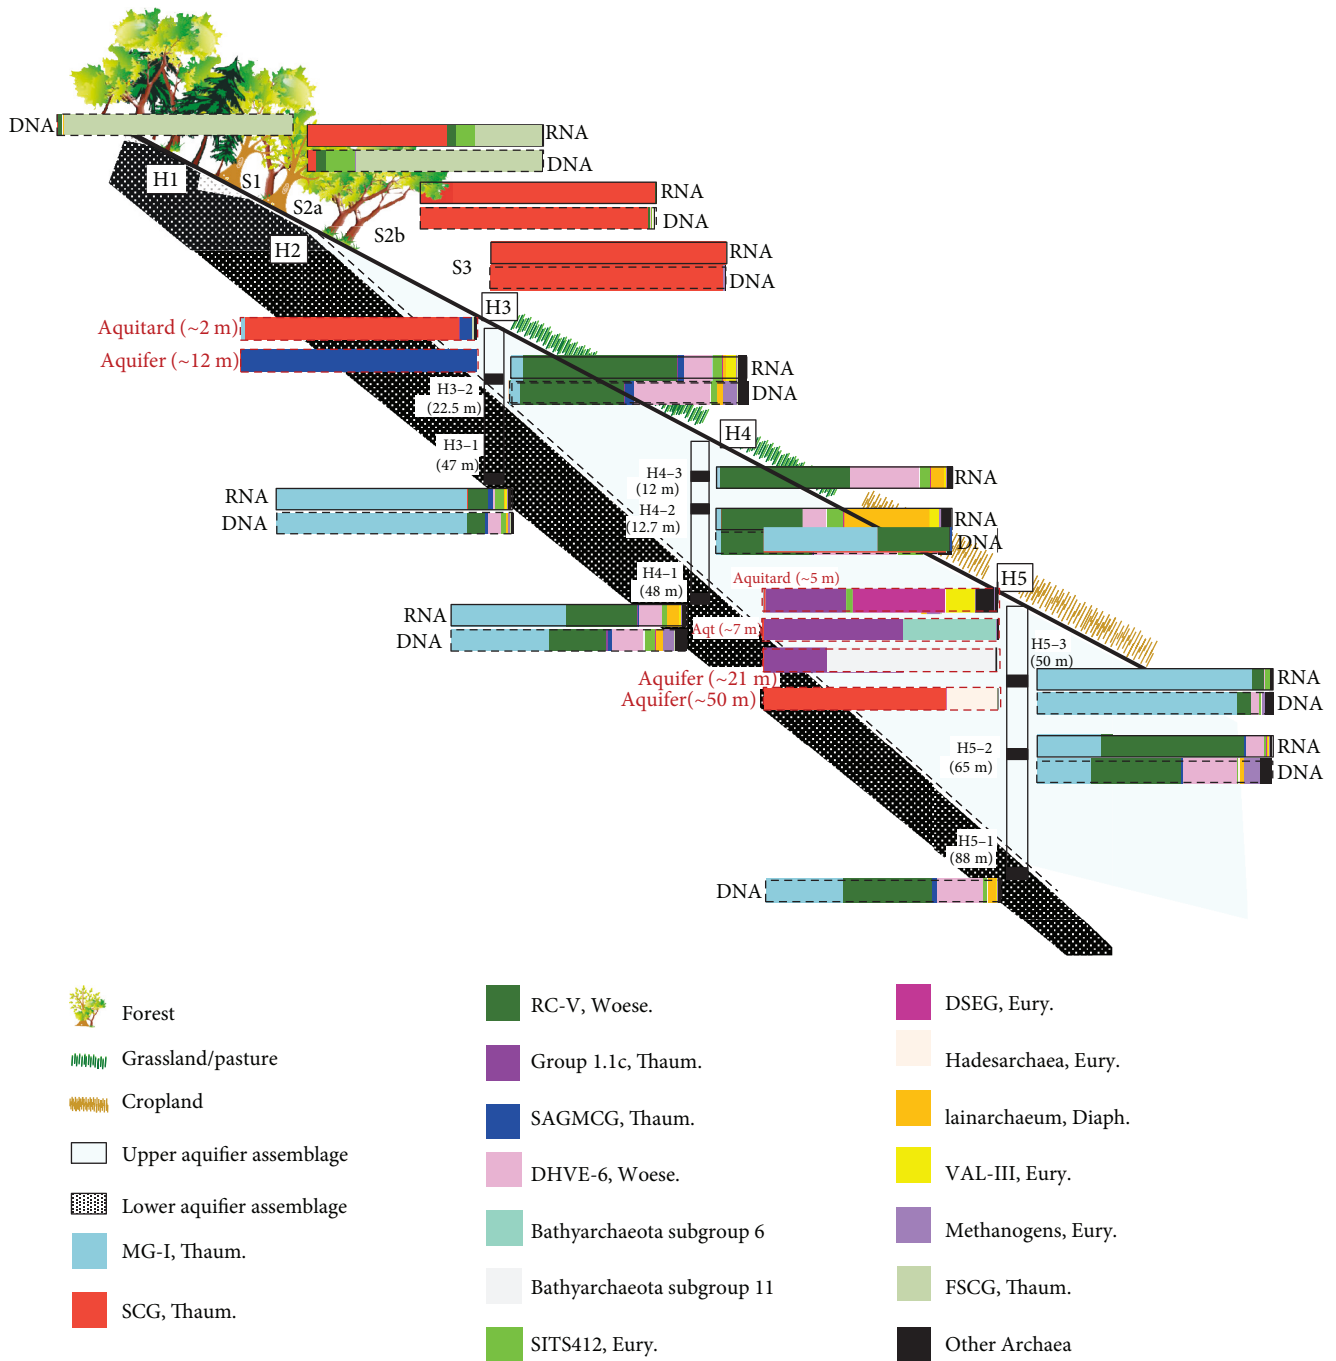 DNA
RNA
DNA
H1
S1
RNA
S2a
DNA
S2b
H2
RNA
S3
DNA
H3
Aquitard (~2 m)
Aquifer (~12 m)
RNA
H3–2
(22.5 m)
DNA
H4
H3–1
(47 m)
H4–3
(12 m)
RNA
RNA
DNA
H4–2
(12.7 m)
RNA
DNA
H4–1
(48 m)
Aquitard (~5 m)
H5
RNA
DNA
Aqt (~7 m)
H5–3
(50 m)
Aquifer (~21 m)
Aquifer(~50 m)
RNA
DNA
H5–2
(65 m)
RNA
DNA
H5–1
(88 m)
DNA
Forest
Grassland/pasture
Cropland
Upper aquifier assemblage
Lower aquifier assemblage
MG-I, Thaum.
SCG, Thaum.
RC-V, Woese.
Group 1.1c, Thaum.
SAGMCG, Thaum.
DHVE-6, Woese.
Bathyarchaeota subgroup 6
Bathyarchaeota subgroup 11
SITS412, Eury.
DSEG, Eury.
Hadesarchaea, Eury.
lainarchaeum, Diaph.
VAL-III, Eury.
Methanogens, Eury.
FSCG, Thaum.
Other Archaea